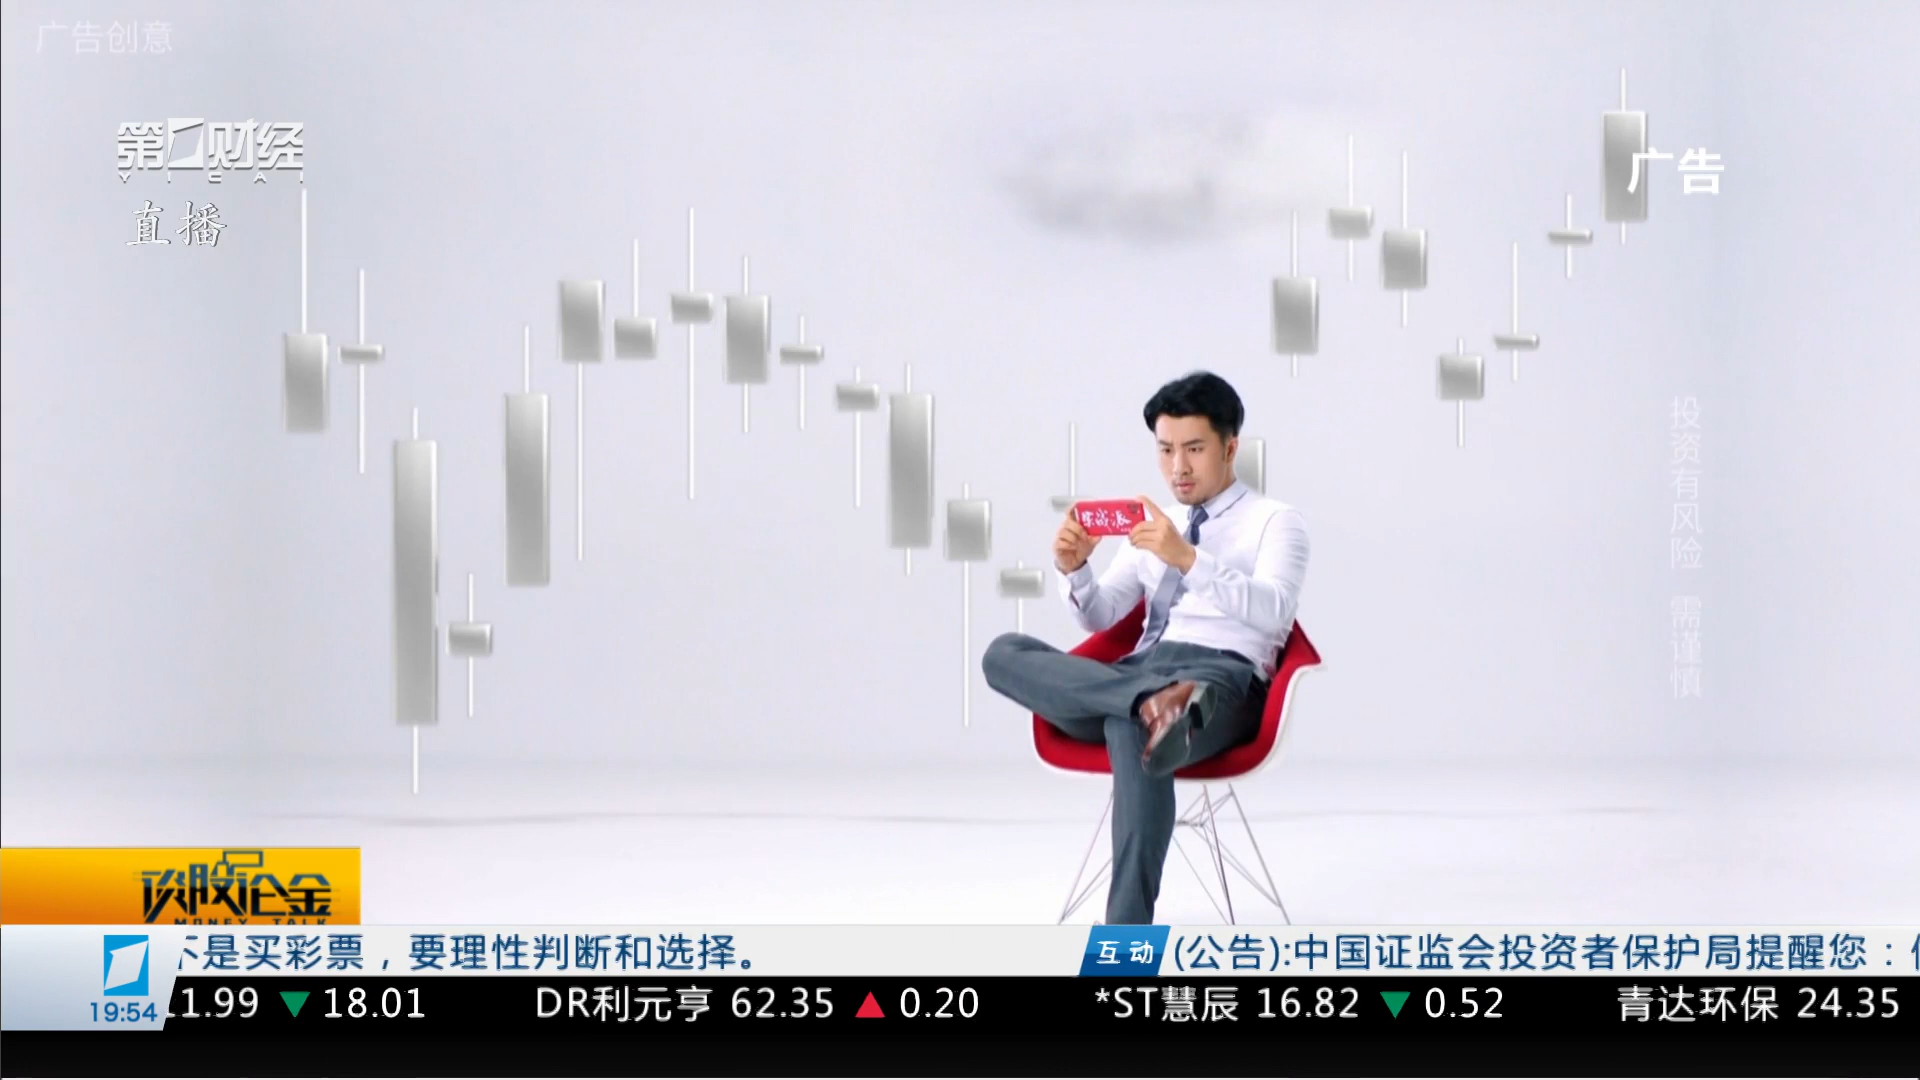 广告创意
第一财经
YICAI
直播
广告
投资有风险 需谨慎
谈股论金
MONEY TALK
不是买彩票，要理性判断和选择。
互动 (公告):中国证监会投资者保护局提醒您：
19:54
1.99 ▼ 18.01 DR利元亨 62.35 ▲ 0.20 *ST慧辰 16.82 ▼ 0.52 青达环保 24.35